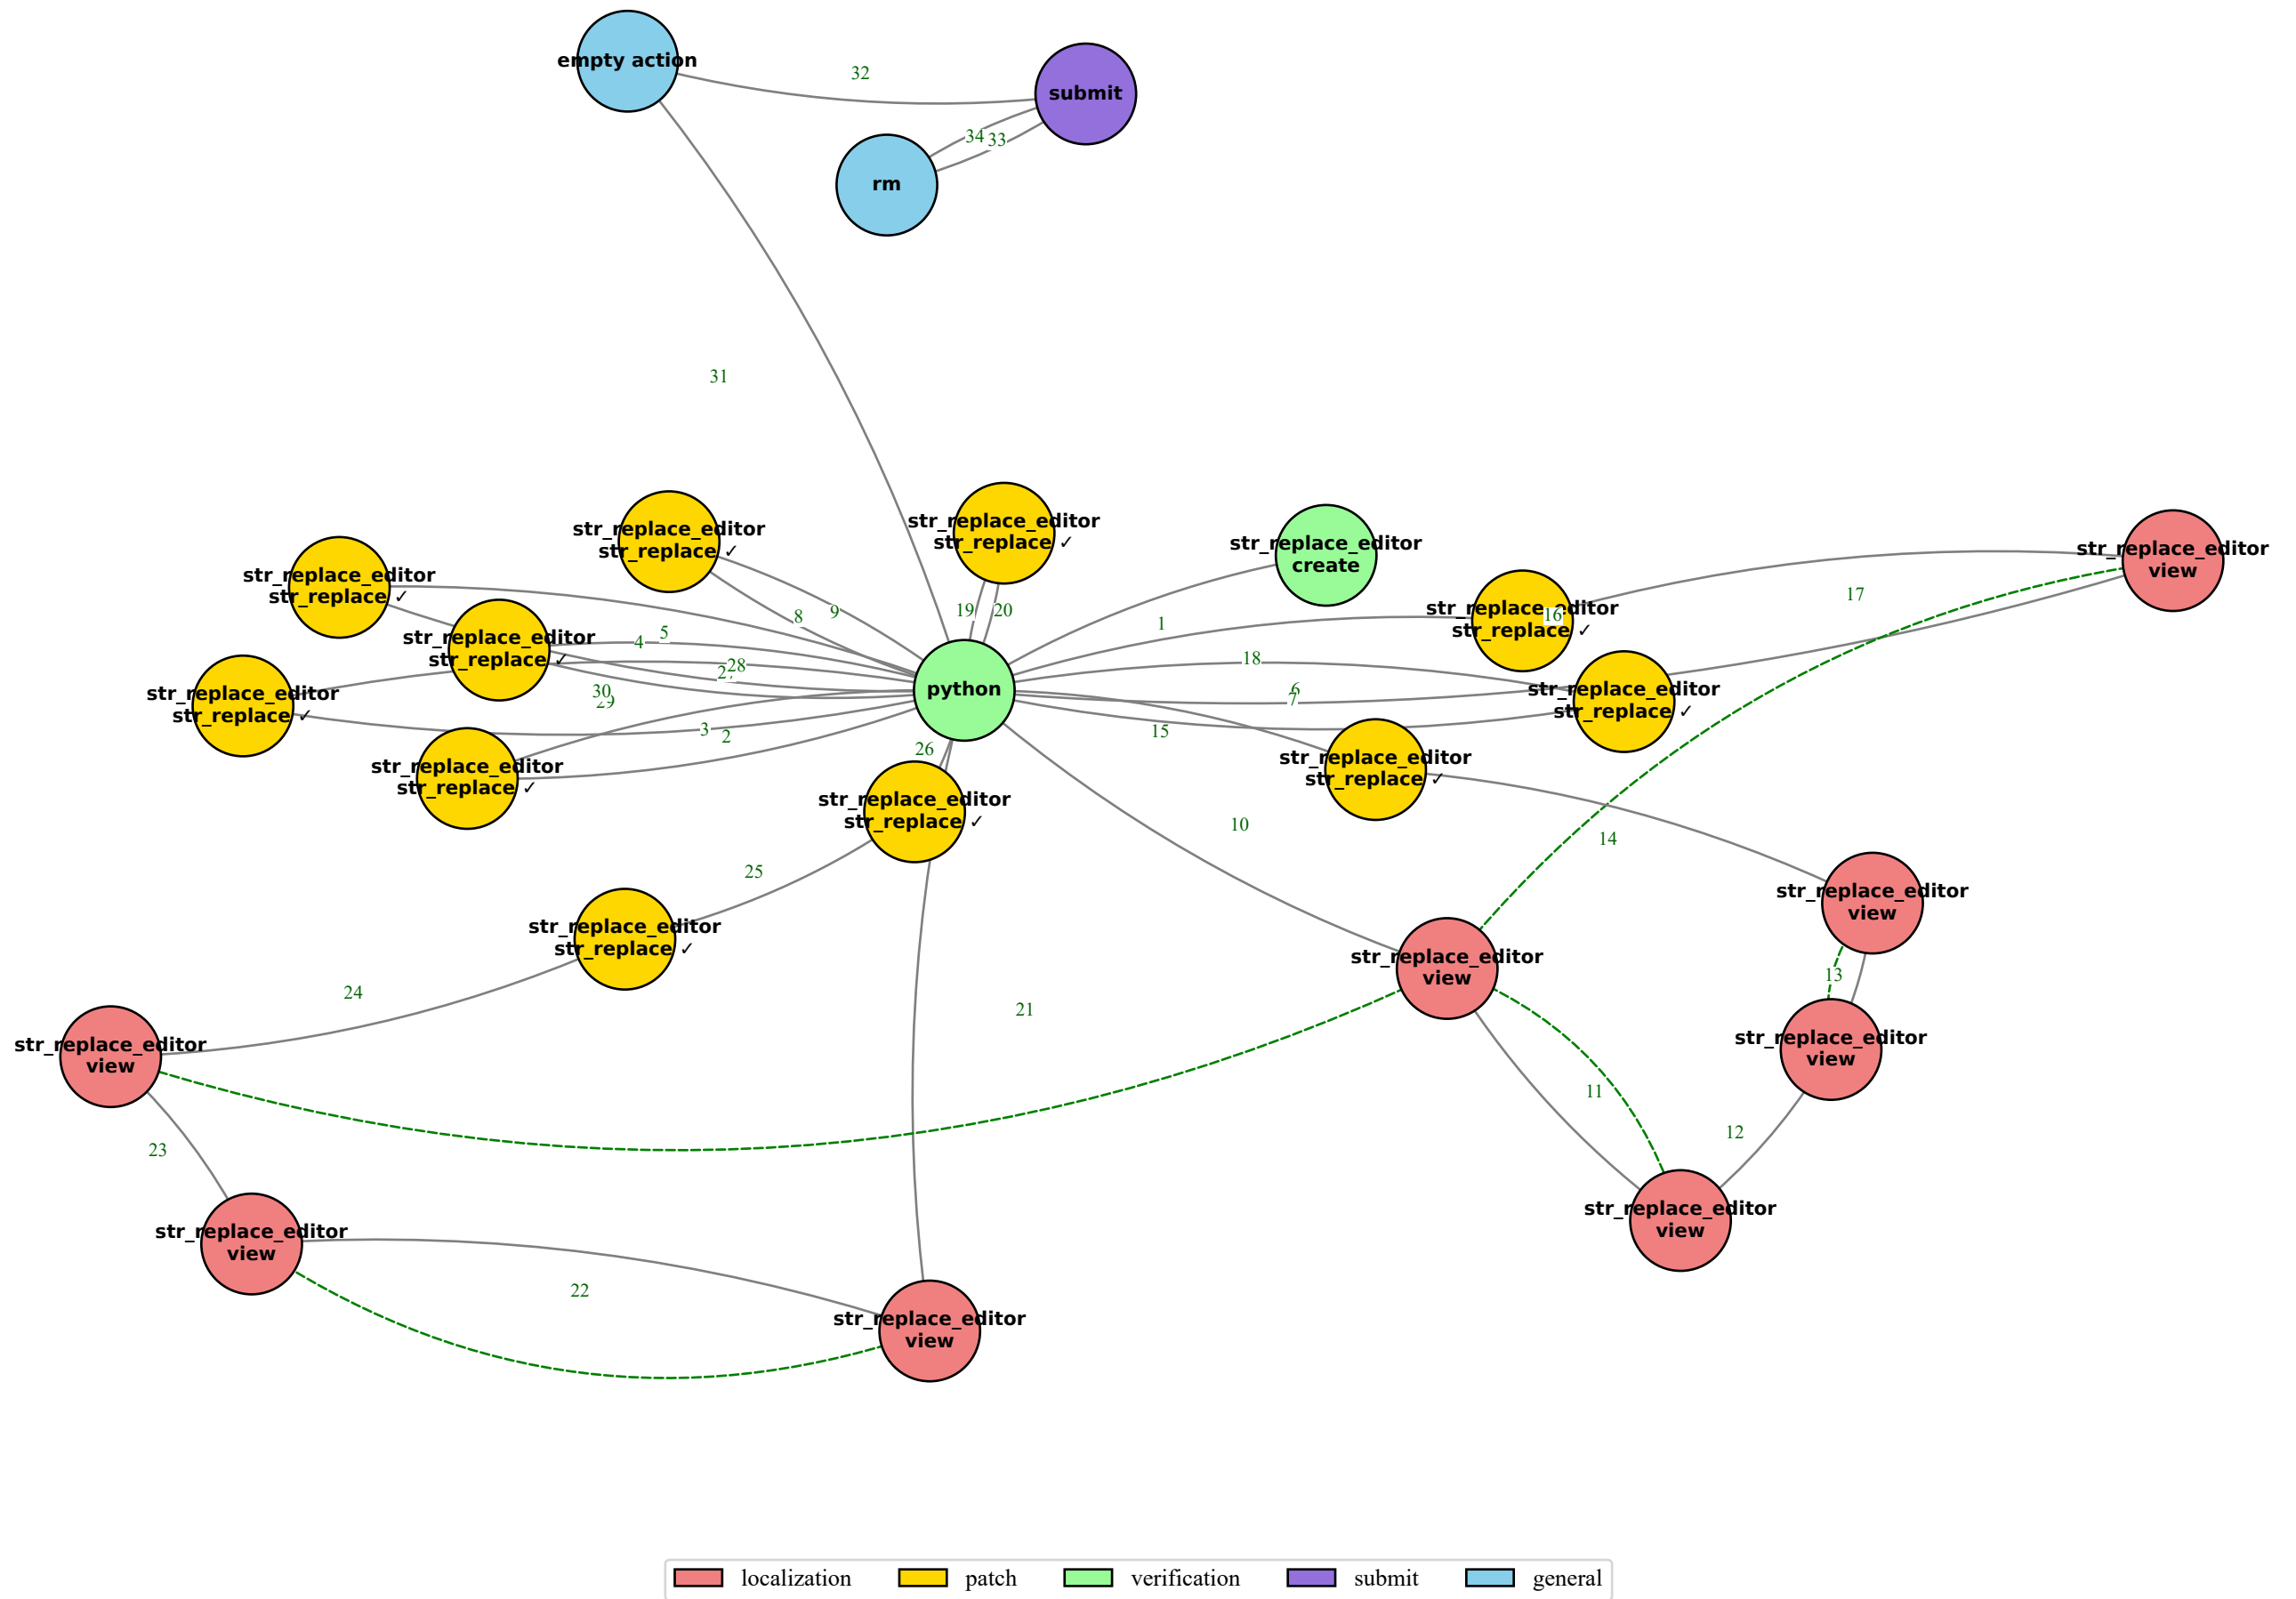 empty action
32
submit
34
33
rm
31
str_replace_editor
str_replace ✓
str_replace_editor
str_replace ✓
str_replace_editor
create
str_replace_editor
view
str_replace_editor
str_replace ✓
str_replace_editor
str_replace ✓
16
17
8
9
19
20
1
str_replace_editor
str_replace ✓
4
5
28
27
18
python
6
7
str_replace_editor
str_replace ✓
str_replace_editor
str_replace ✓
30
29
3
2
26
15
str_replace_editor
str_replace ✓
str_replace_editor
str_replace ✓
str_replace_editor
str_replace ✓
10
14
25
str_replace_editor
view
str_replace_editor
str_replace ✓
str_replace_editor
view
13
24
21
str_replace_editor
view
str_replace_editor
view
11
12
23
str_replace_editor
view
str_replace_editor
view
22
str_replace_editor
view
localization
patch
verification
submit
general